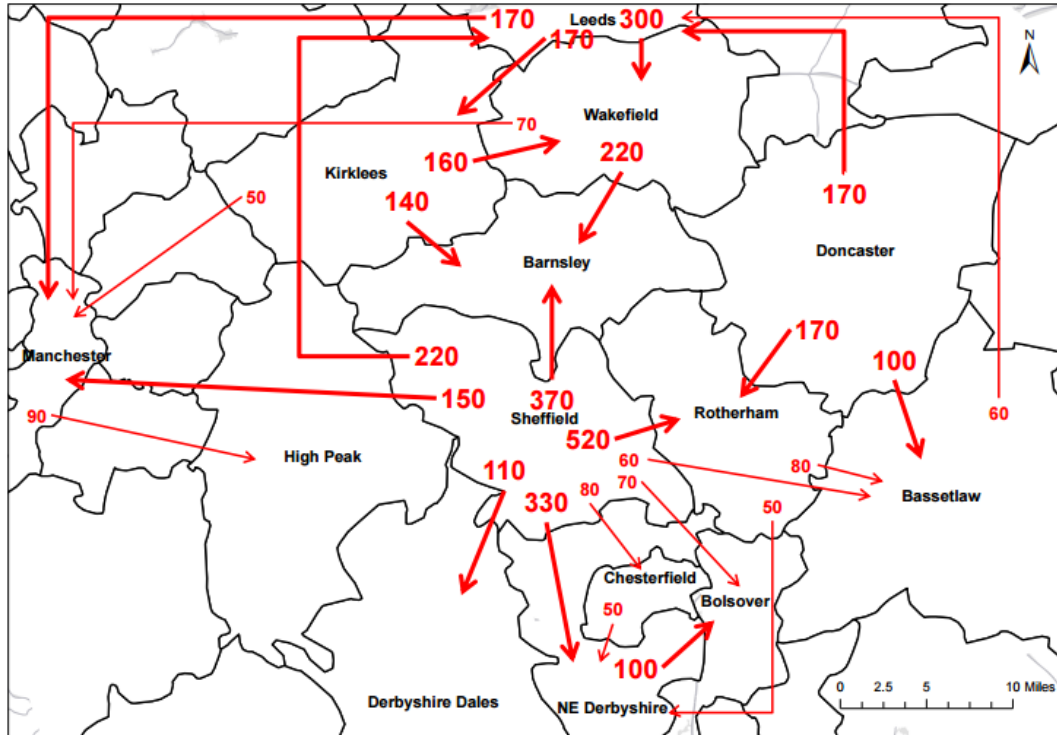 170
Leeds 300
170
60
N
Wakefield
70
160
220
Kirklees
140
50
170
Doncaster
Barnsley
Manchester
220
170
100
150
370
Rotherham
90
Sheffield
520
60
High Peak
60
80
110
70
Bassetlaw
330
80
50
Chesterfield
Bolsover
50
100
0 2.5 5 10 Miles
Derbyshire Dales
NE Derbyshire